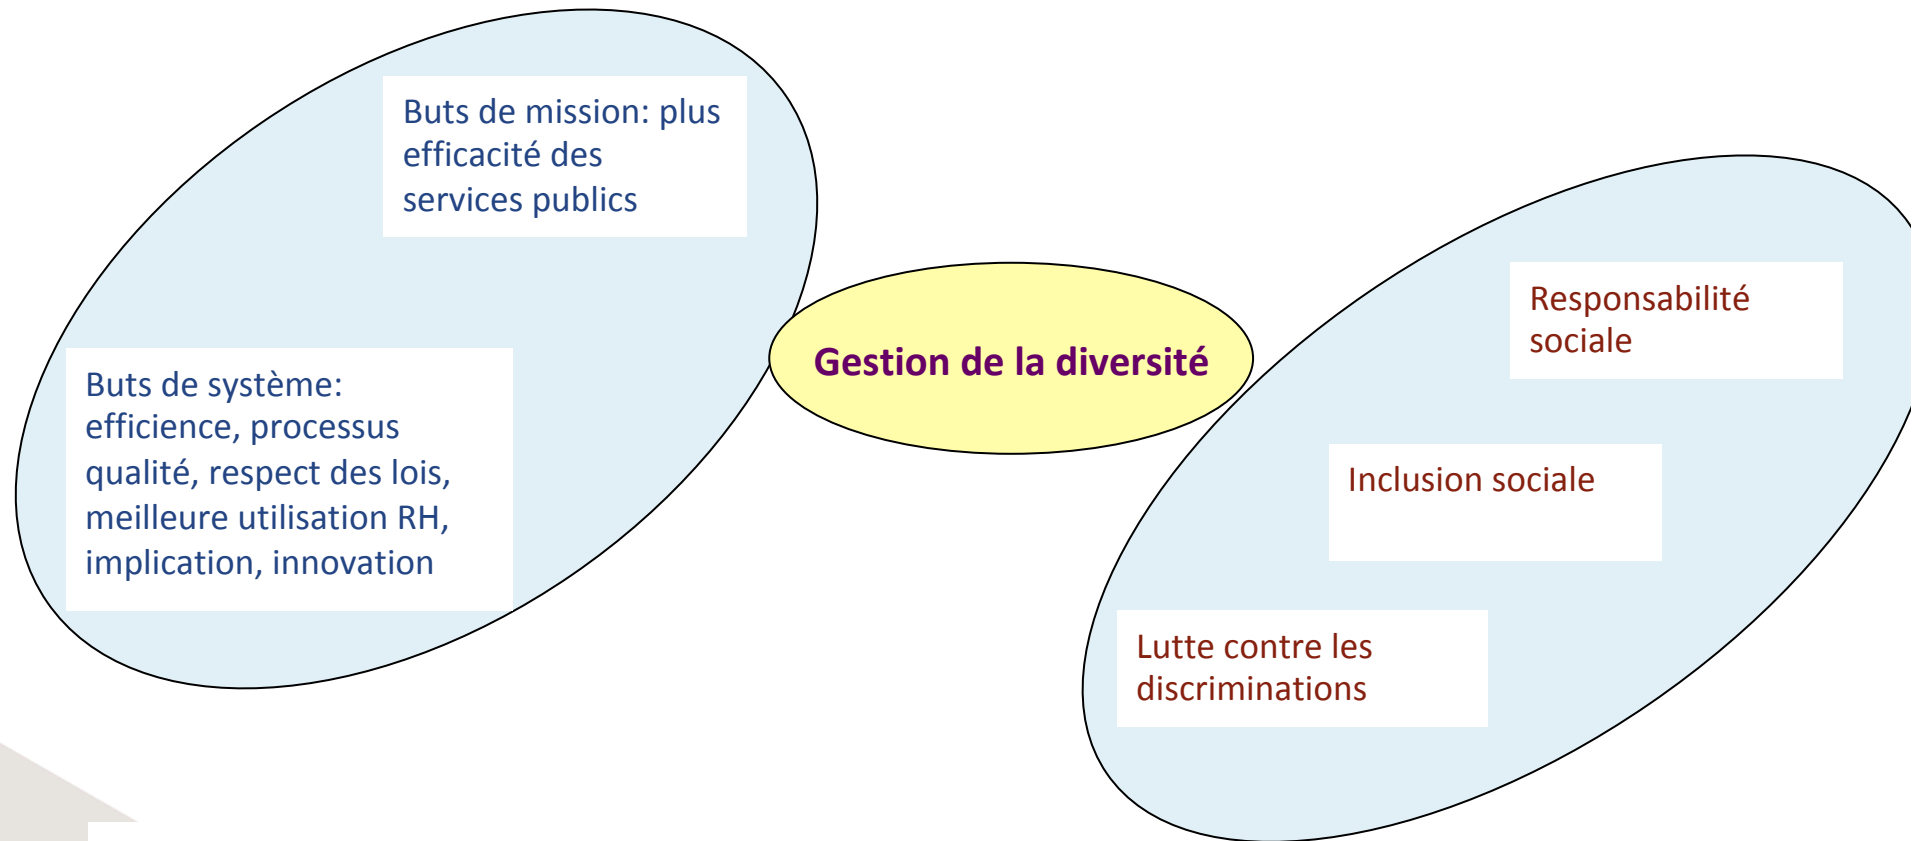 Buts de mission: plus
efficacité des
services publics
Buts de système:
efficience, processus
qualité, respect des lois,
meilleure utilisation RH,
implication, innovation
Gestion de la diversité
Responsabilité
sociale
Inclusion sociale
Lutte contre les
discriminations